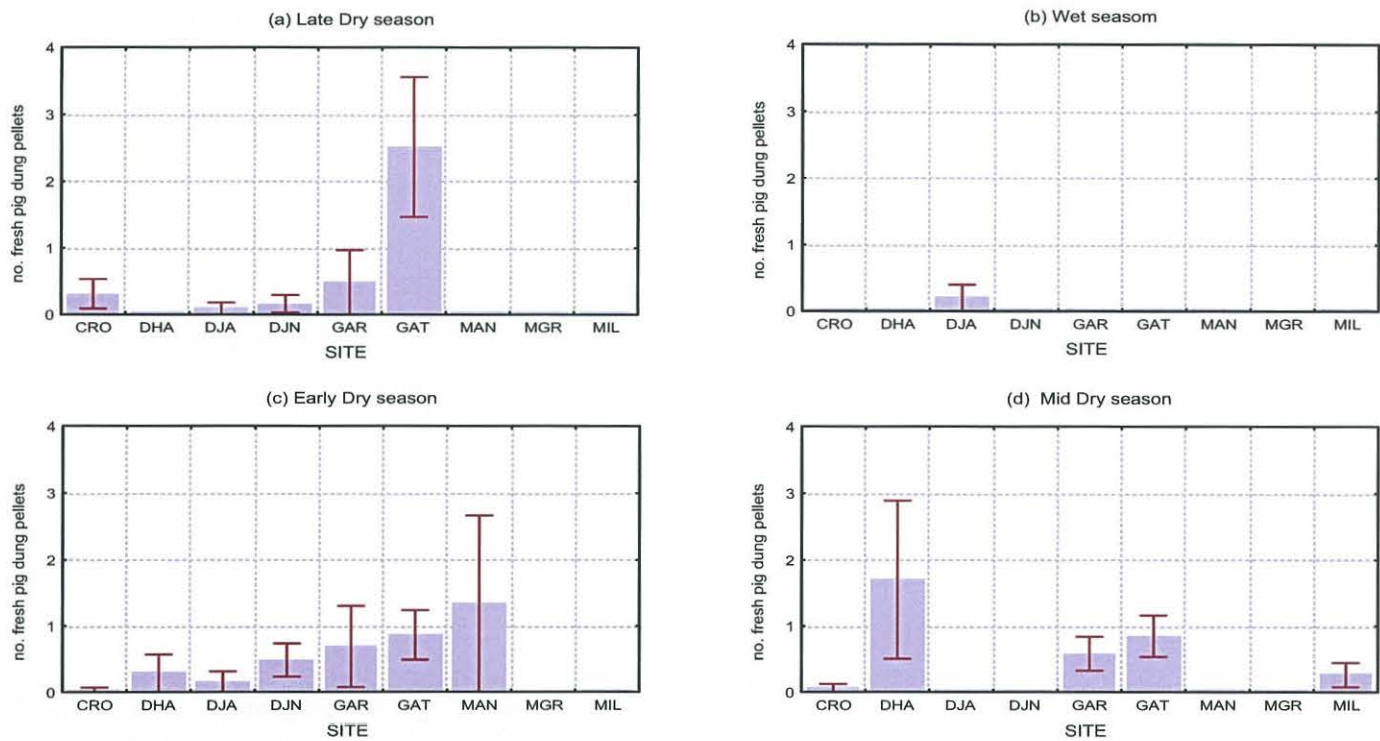 (a) Late Dry season
no. fresh pig dung pellets
4
3
2
1
0
CRO DHA DJA DJN GAR GAT MAN MGR MIL
SITE
(b) Wet seasom
no. fresh pig dung pellets
4
3
2
1
0
CRO DHA DJA DJN GAR GAT MAN MGR MIL
SITE
(c) Early Dry season
no. fresh pig dung pellets
4
3
2
1
0
CRO DHA DJA DJN GAR GAT MAN MGR MIL
SITE
(d) Mid Dry season
no. fresh pig dung pellets
4
3
2
1
0
CRO DHA DJA DJN GAR GAT MAN MGR MIL
SITE